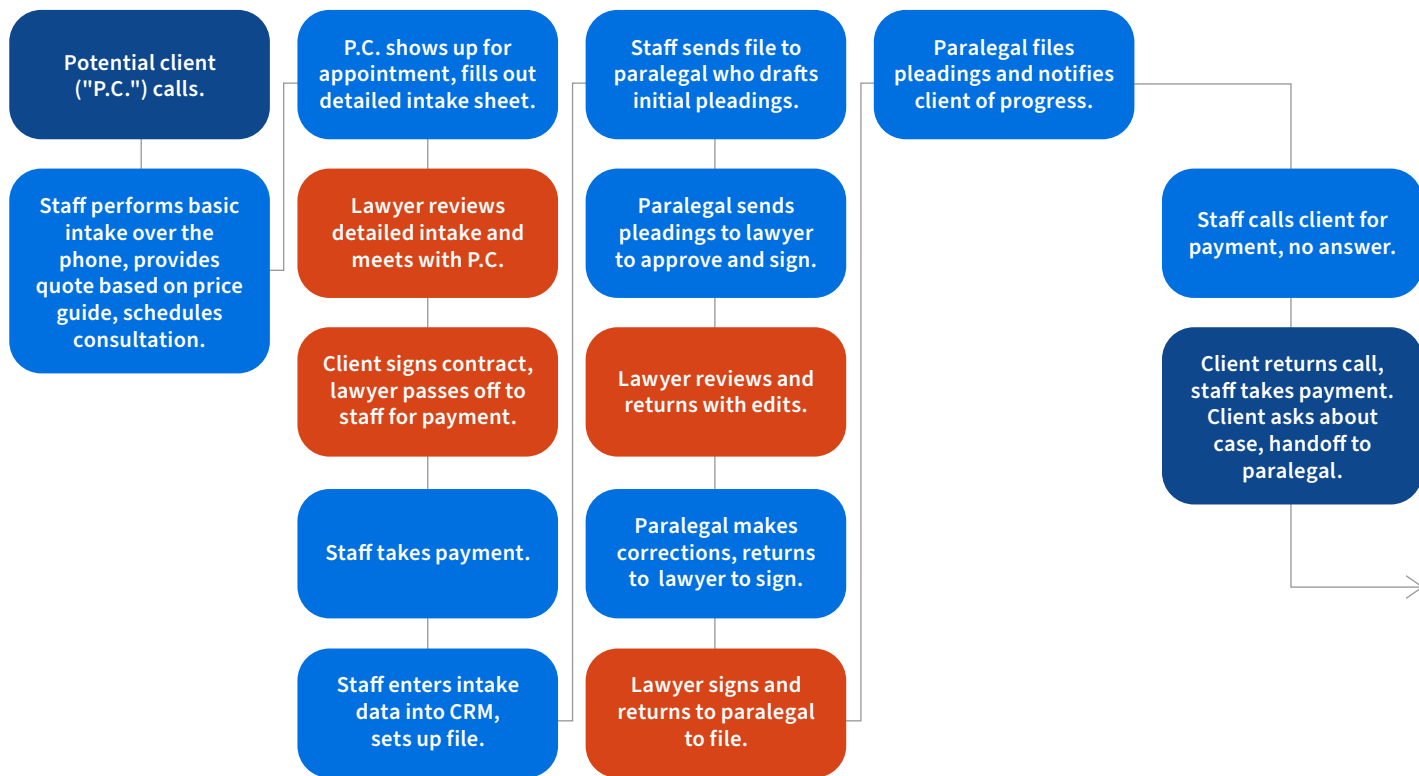 Potential client
("P.C.") calls.
Staff performs basic
intake over the
phone, provides
quote based on price
guide, schedules
consultation.
P.C. shows up for
appointment, fills out
detailed intake sheet.
Lawyer reviews
detailed intake and
meets with P.C.
Client signs contract,
lawyer passes off to
staff for payment.
Staff takes payment.
Staff enters intake
data into CRM,
sets up file.
Staff sends file to
paralegal who drafts
initial pleadings.
Paralegal sends
pleadings to lawyer
to approve and sign.
Lawyer reviews and
returns with edits.
Paralegal makes
corrections, returns
to lawyer to sign.
Lawyer signs and
returns to paralegal
to file.
Paralegal files
pleadings and notifies
client of progress.
Staff calls client for
payment, no answer.
Client returns call,
staff takes payment.
Client asks about
case, handoff to
paralegal.